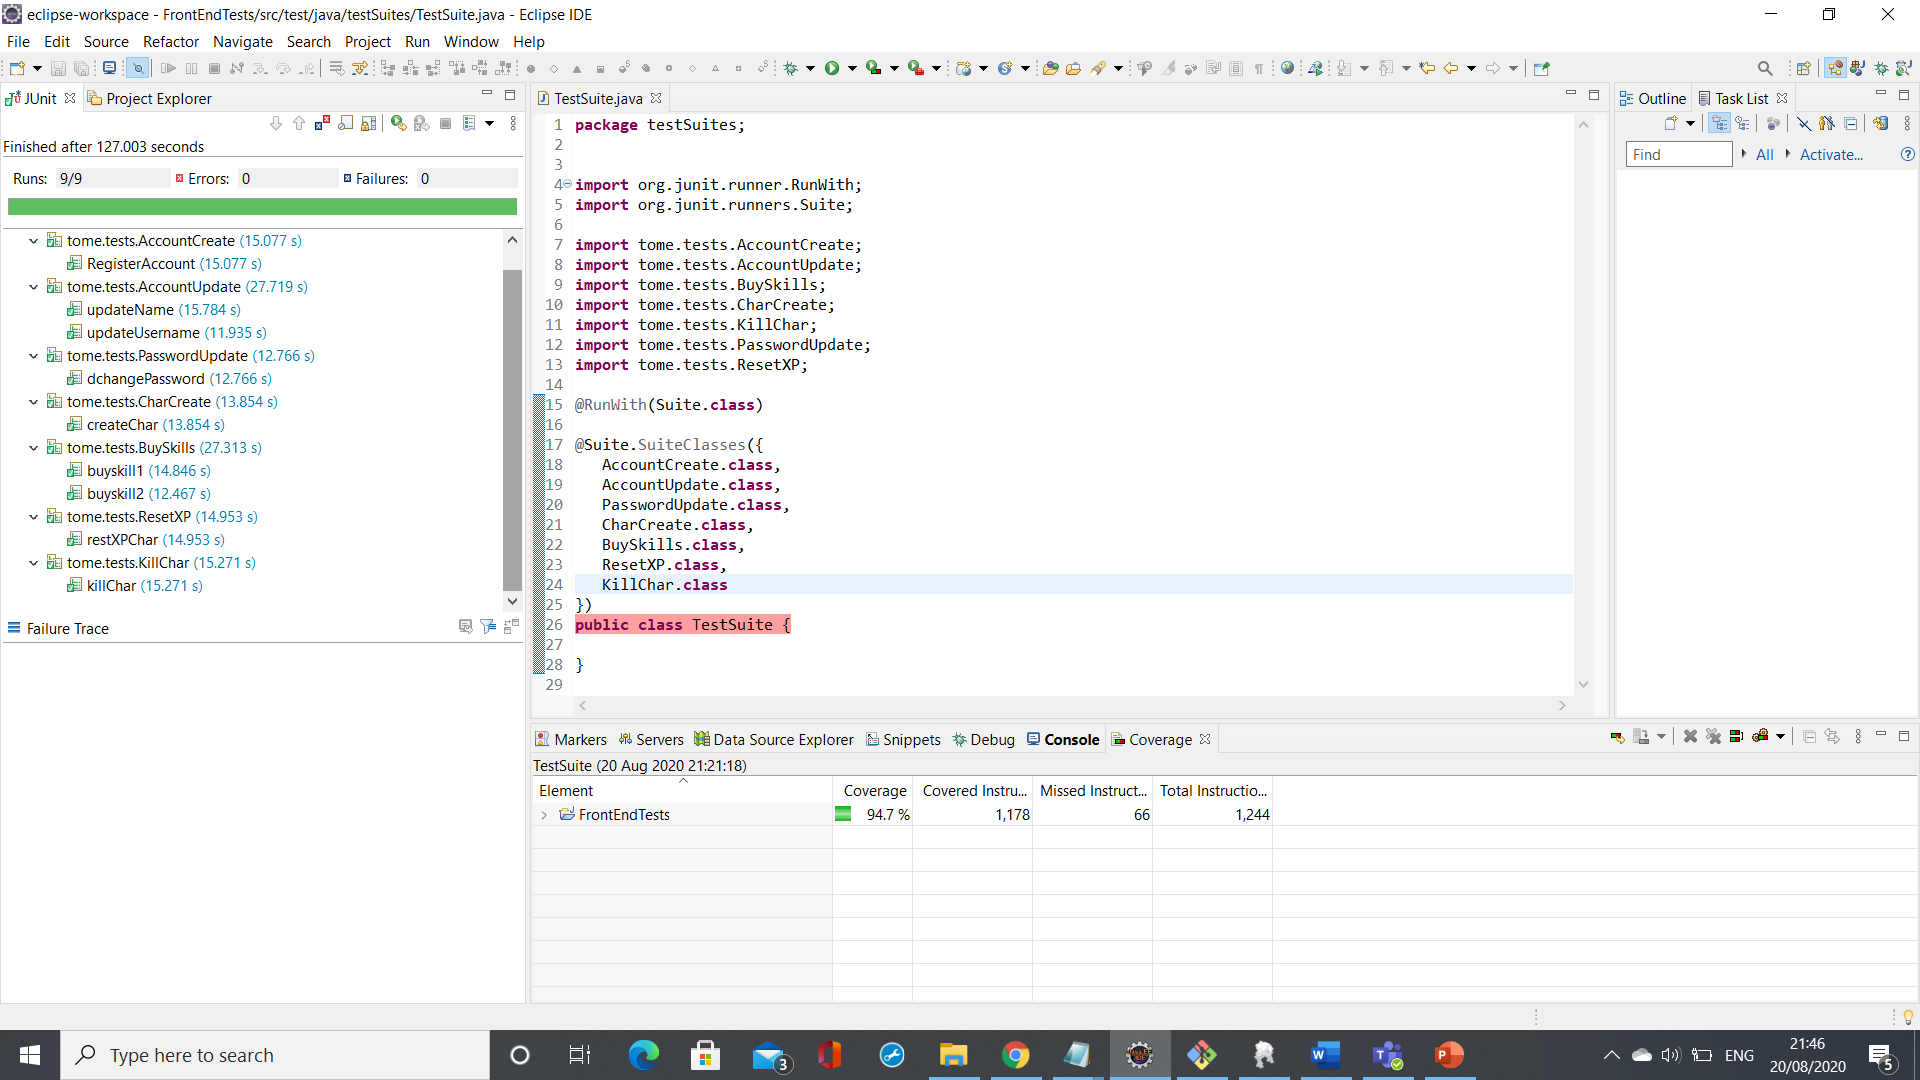 eclipse-workspace - FrontEndTests/src/test/java/testSuites/TestSuite.java - Eclipse IDE
File Edit Source Refactor Navigate Search Project Run Window Help
JUnit Project Explorer
Finished after 127.003 seconds
Runs: 9/9 Errors: 0 Failures: 0
tome.tests.AccountCreate (15.077 s)
RegisterAccount (15.077 s)
tome.tests.AccountUpdate (27.719 s)
updateName (15.784 s)
updateUsername (11.935 s)
tome.tests.PasswordUpdate (12.766 s)
dchangePassword (12.766 s)
tome.tests.CharCreate (13.854 s)
createChar (13.854 s)
tome.tests.BuySkills (27.313 s)
buyskill1 (14.846 s)
buyskill2 (12.467 s)
tome.tests.ResetXP (14.953 s)
restXPChar (14.953 s)
tome.tests.KillChar (15.271 s)
killChar (15.271 s)
Failure Trace
TestSuite.java
1 package testSuites;
2
3
4 import org.junit.runner.RunWith;
5 import org.junit.runners.Suite;
6
7 import tome.tests.AccountCreate;
8 import tome.tests.AccountUpdate;
9 import tome.tests.BuySkills;
10 import tome.tests.CharCreate;
11 import tome.tests.KillChar;
12 import tome.tests.PasswordUpdate;
13 import tome.tests.ResetXP;
14
15 @RunWith(Suite.class)
16
17 @Suite.SuiteClasses({
18 AccountCreate.class,
19 AccountUpdate.class,
20 PasswordUpdate.class,
21 CharCreate.class,
22 BuySkills.class,
23 ResetXP.class,
24 KillChar.class
25 })
26 public class TestSuite {
27
28 }
29
Outline Task List
Find All Activate...
Markers Servers Data Source Explorer Snippets Debug Console Coverage
TestSuite (20 Aug 2020 21:21:18)
Element Coverage Covered Instru... Missed Instruct... Total Instructio...
FrontEndTests 94.7 % 1,178 66 1,244
Type here to search
3
ENG
21:46
20/08/2020
5